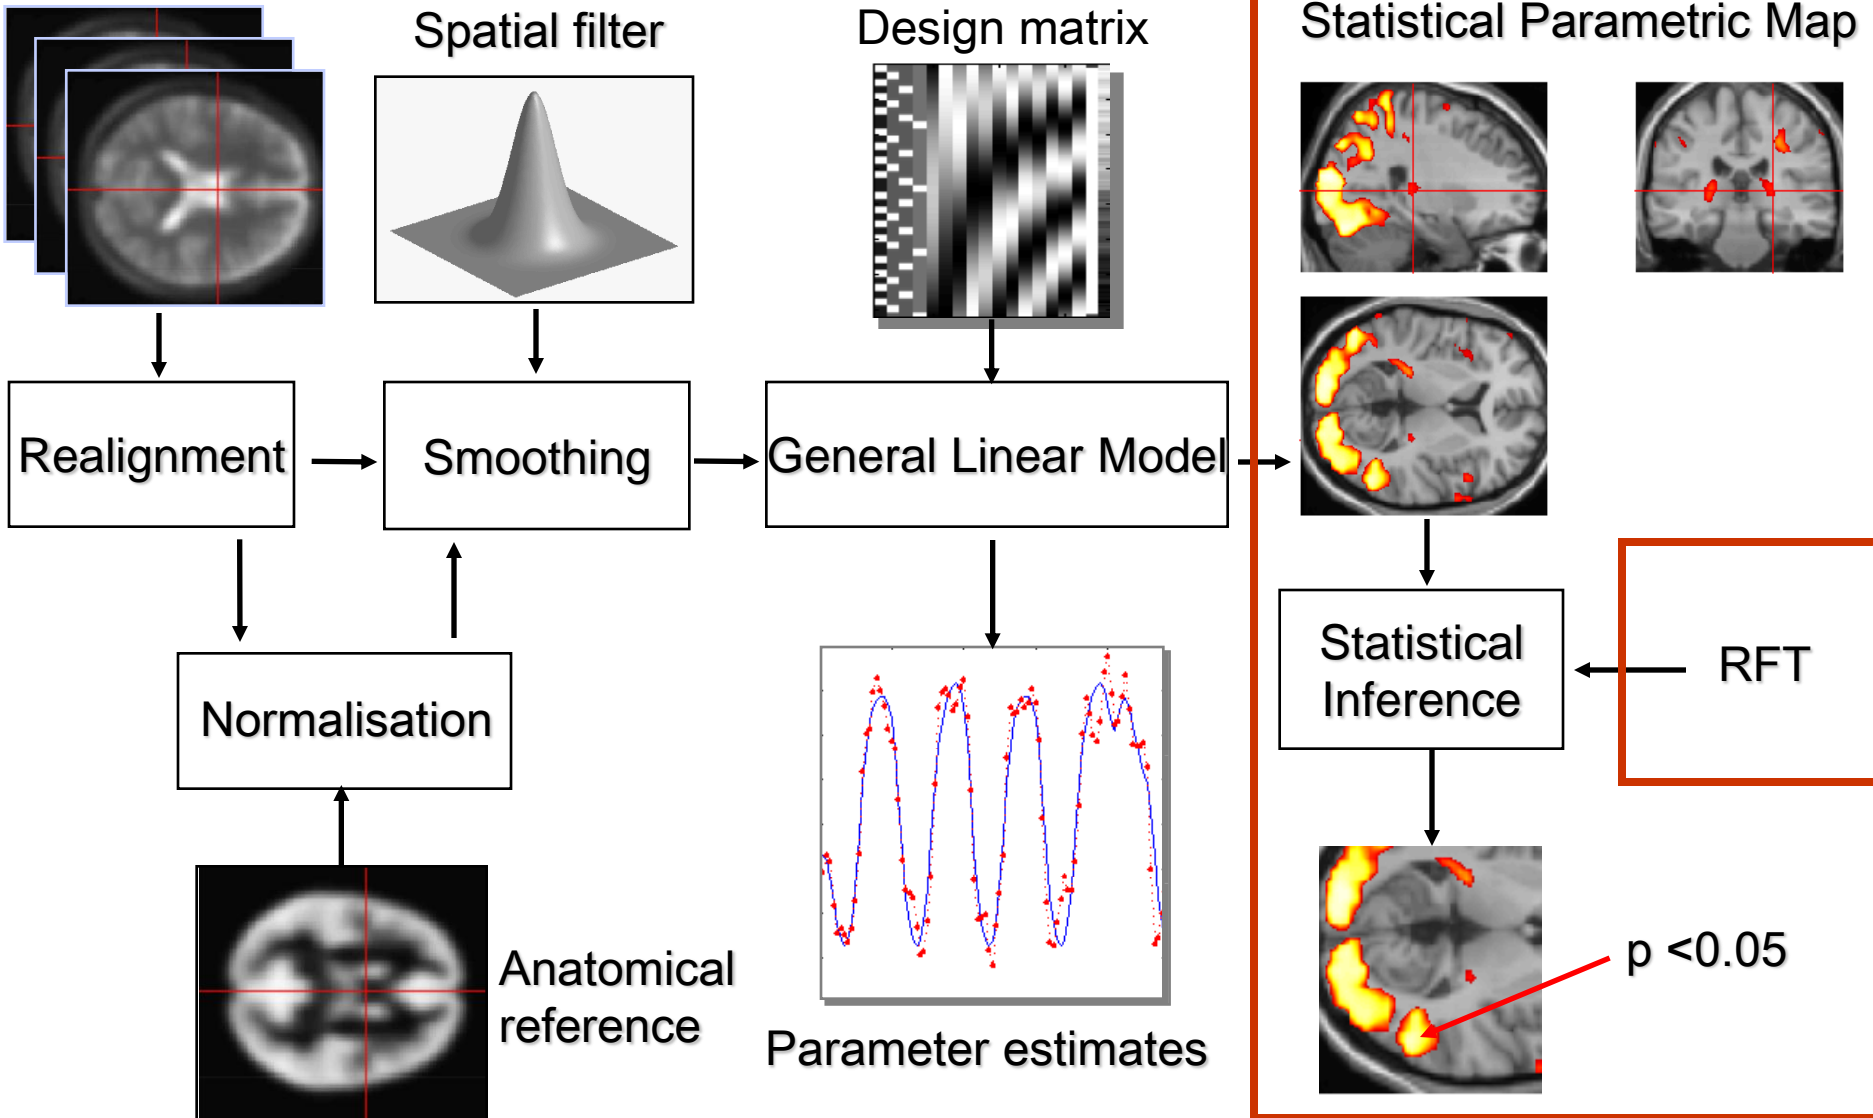 Spatial filter
Design matrix
Statistical Parametric Map
Realignment
Smoothing
General Linear Model
Statistical
Inference
RFT
Normalisation
Anatomical
reference
Parameter estimates
p <0.05